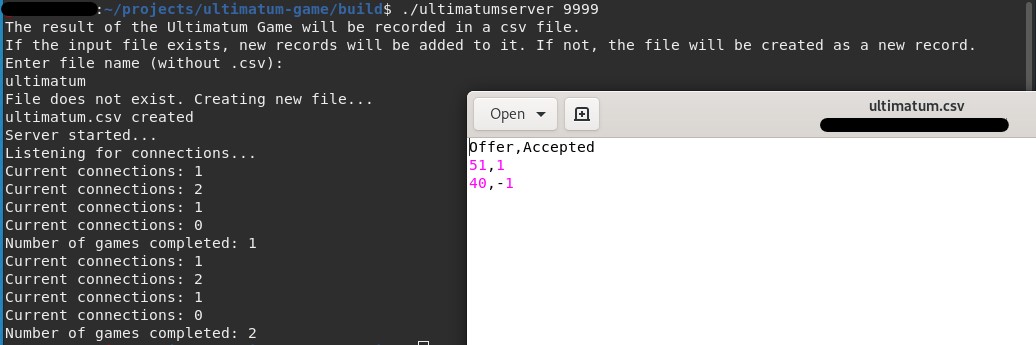 :~/projects/ultimatum-game/build$ ./ultimatumserver 9999
The result of the Ultimatum Game will be recorded in a csv file.
If the input file exists, new records will be added to it. If not, the file will be created as a new record.
Enter file name (without .csv):
ultimatum
File does not exist. Creating new file...
ultimatum.csv created
Server started...
Listening for connections...
Current connections: 1
Current connections: 2
Current connections: 1
Current connections: 0
Number of games completed: 1
Current connections: 1
Current connections: 2
Current connections: 1
Current connections: 0
Number of games completed: 2
Open
ultimatum.csv
Offer,Accepted
51,1
40,-1